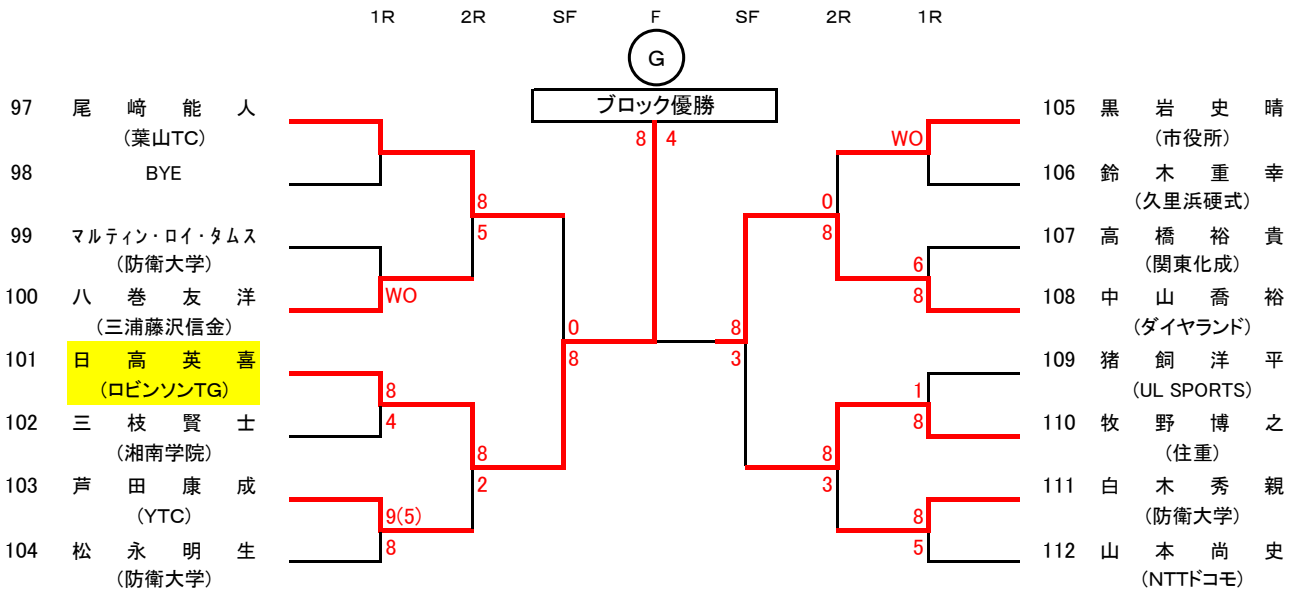 1R 2R SF F SF 2R 1R
G
ブロック優勝
8 4
97 尾 﨑 能 人
(葉山TC)
98 BYE
8
5
99 マルティン・ロイ・タムス
(防衛大学)
100 八 巻 友 洋
(三浦藤沢信金)
WO
0
8
101 日 高 英 喜
(ロビンソンTG)
8
4
102 三 枝 賢 士
(湘南学院)
8
2
103 芦 田 康 成
(YTC)
9(5)
8
104 松 永 明 生
(防衛大学)
105 黒 岩 史 晴
(市役所)
WO
106 鈴 木 重 幸
(久里浜硬式)
0
8
107 高 橋 裕 貴
(関東化成)
6
8
108 中 山 喬 裕
(ダイヤランド)
8
3
109 猪 飼 洋 平
(UL SPORTS)
1
8
110 牧 野 博 之
(住重)
8
3
111 白 木 秀 親
(防衛大学)
8
5
112 山 本 尚 史
(NTTドコモ)